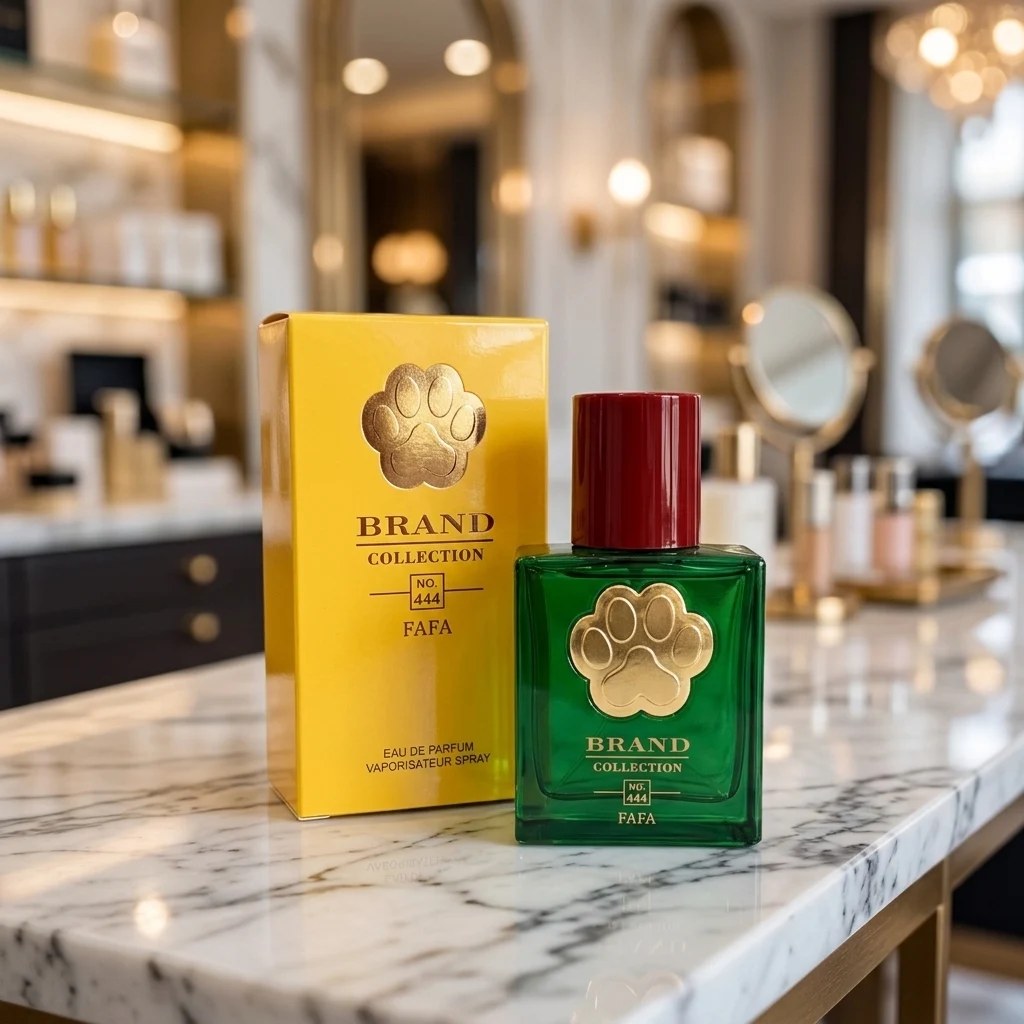 BRAND
COLLECTION
NO.
444
FAFA
EAU DE PARFUM
VAPORISATEUR SPRAY
BRAND
COLLECTION
NO.
444
FAFA